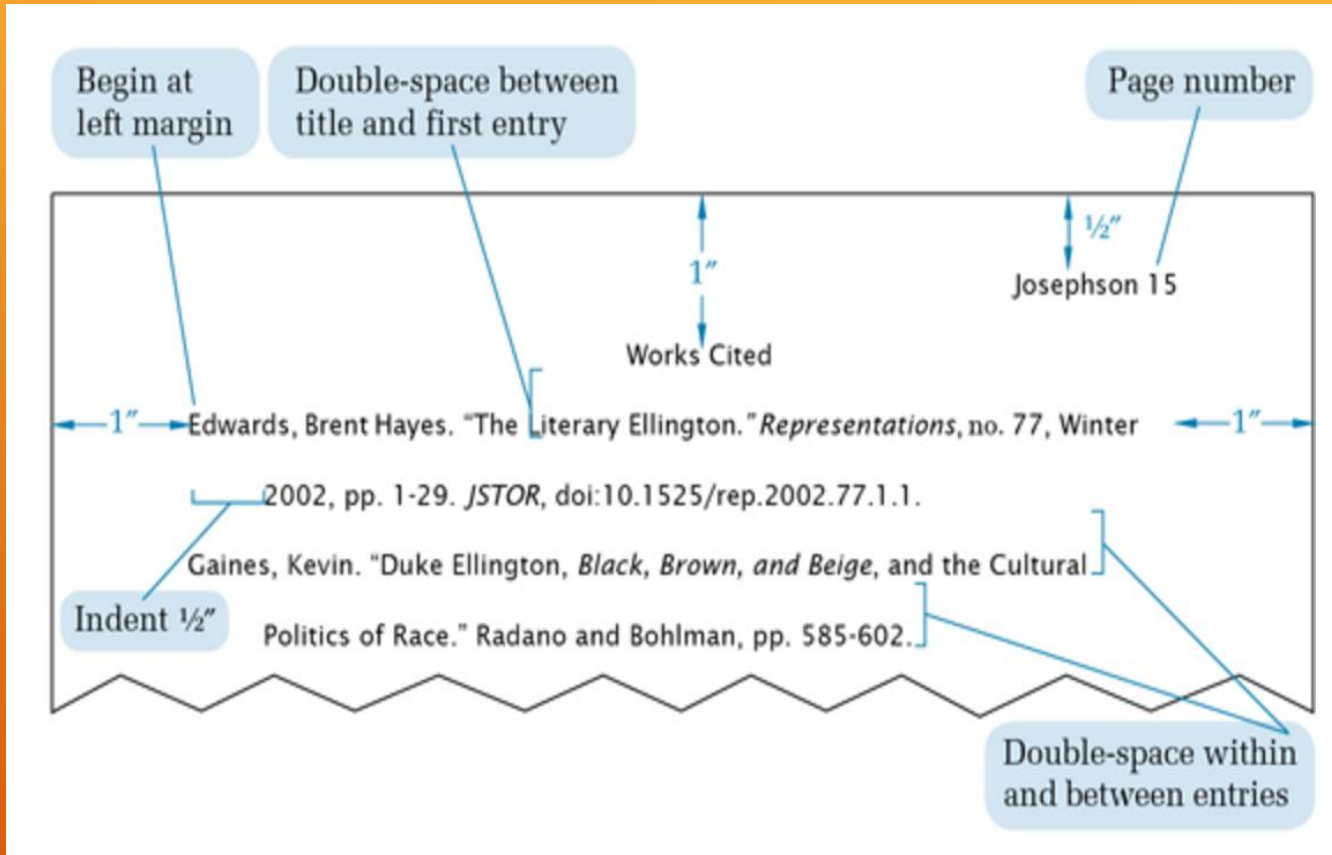 Begin at
left margin
Double-space between
title and first entry
Page number
1"
½"
Josephson 15
Works Cited
1"
Edwards, Brent Hayes. “The Literary Ellington.” Representations, no. 77, Winter
1"
2002, pp. 1-29. JSTOR, doi:10.1525/rep.2002.77.1.1.
Gaines, Kevin. “Duke Ellington, Black, Brown, and Beige, and the Cultural
Indent ½"
Politics of Race.” Radano and Bohlman, pp. 585-602.
Double-space within
and between entries